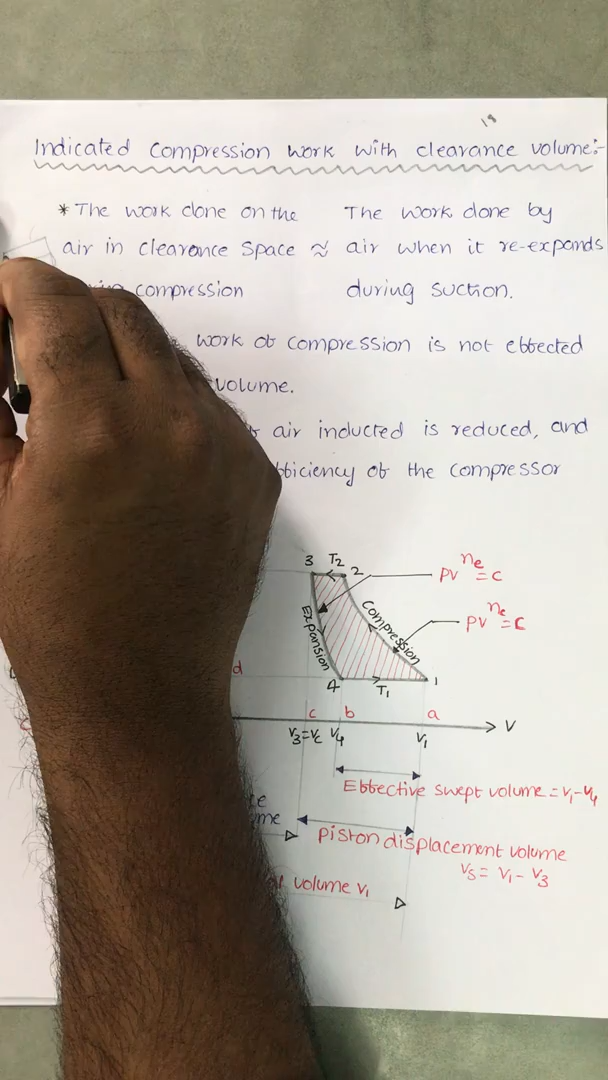 19
Indicated Compression work with clearance volume:-
* The work done on the
air in clearance space ≈
compression
The work done by
air when it re-expands
during suction.
work of compression is not effected
volume.
air inducted is reduced, and
of the compressor
3 T2 2
PV^ne=C
Compression
PV^ne=C
Expansion
d
4 T1 1
c b a
V3=Vc V4 V1 V
Effective swept volume = V1-V4
Piston displacement volume
Vs = V1 - V3
volume V1